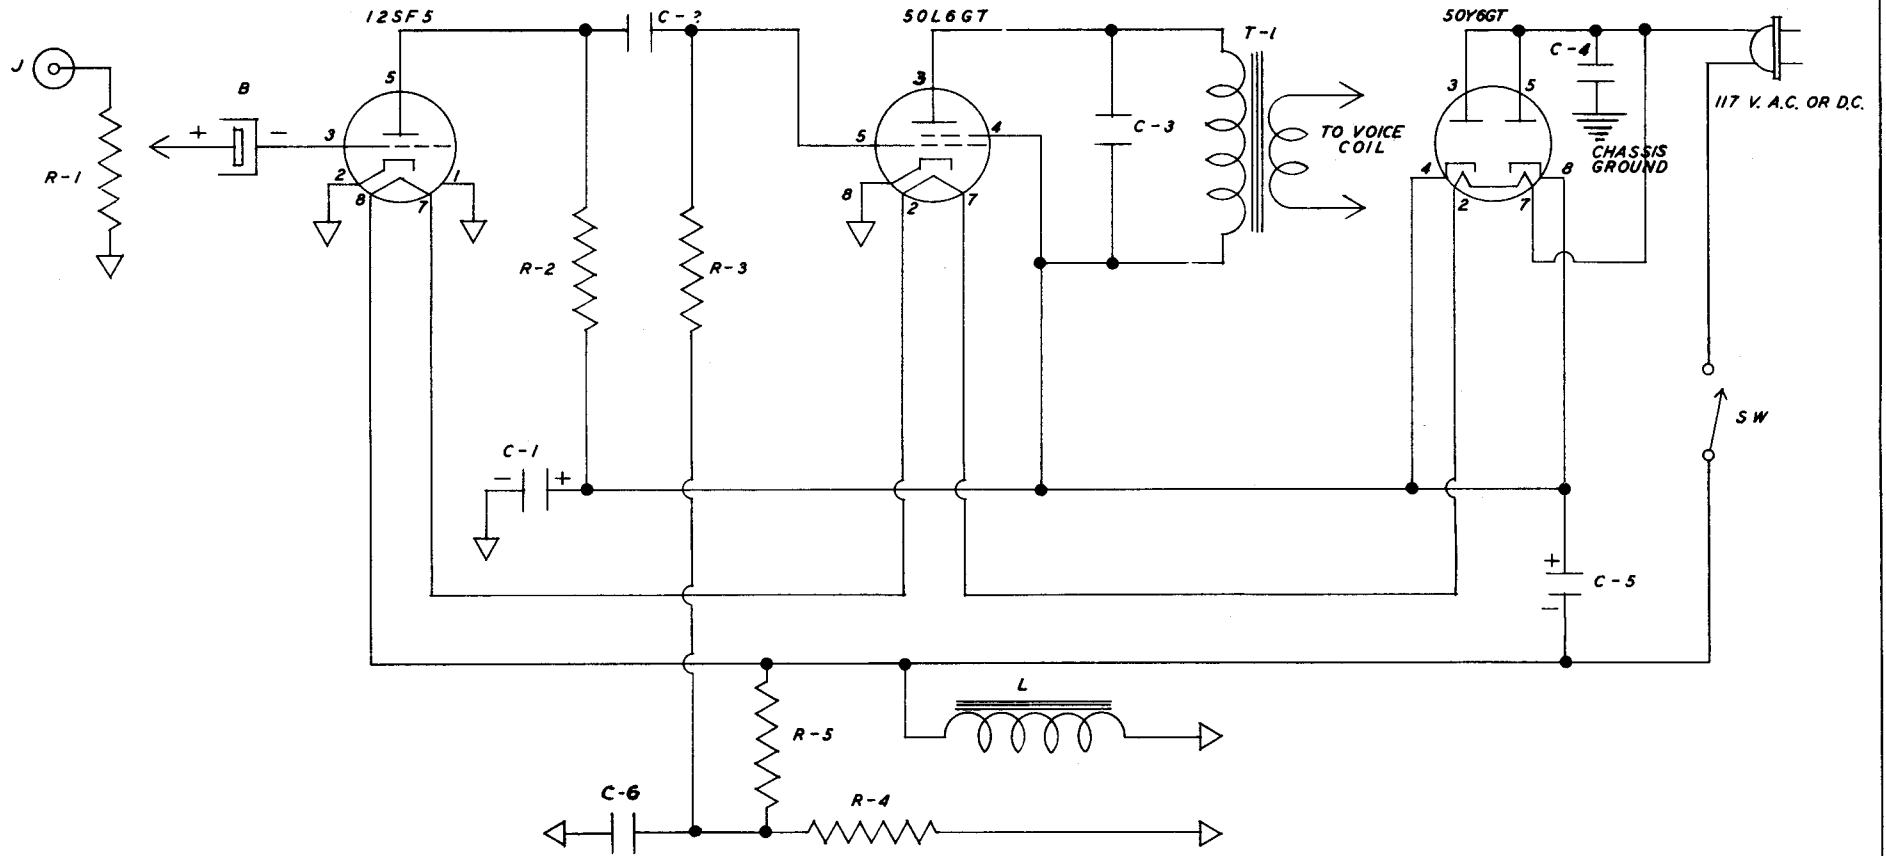 12SF5
C-?
50L6GT
T-1
50Y6GT
J
5
3
3
5
C-4
B
117 V. A.C. OR D.C.
+
-
3
5
4
C-3
TO VOICE
COIL
CHASSIS
GROUND
R-1
2
1
8
7
8
2
7
4
8
2
7
R-2
R-3
SW
C-1
-
+
+
C-5
-
L
R-5
C-6
R-4